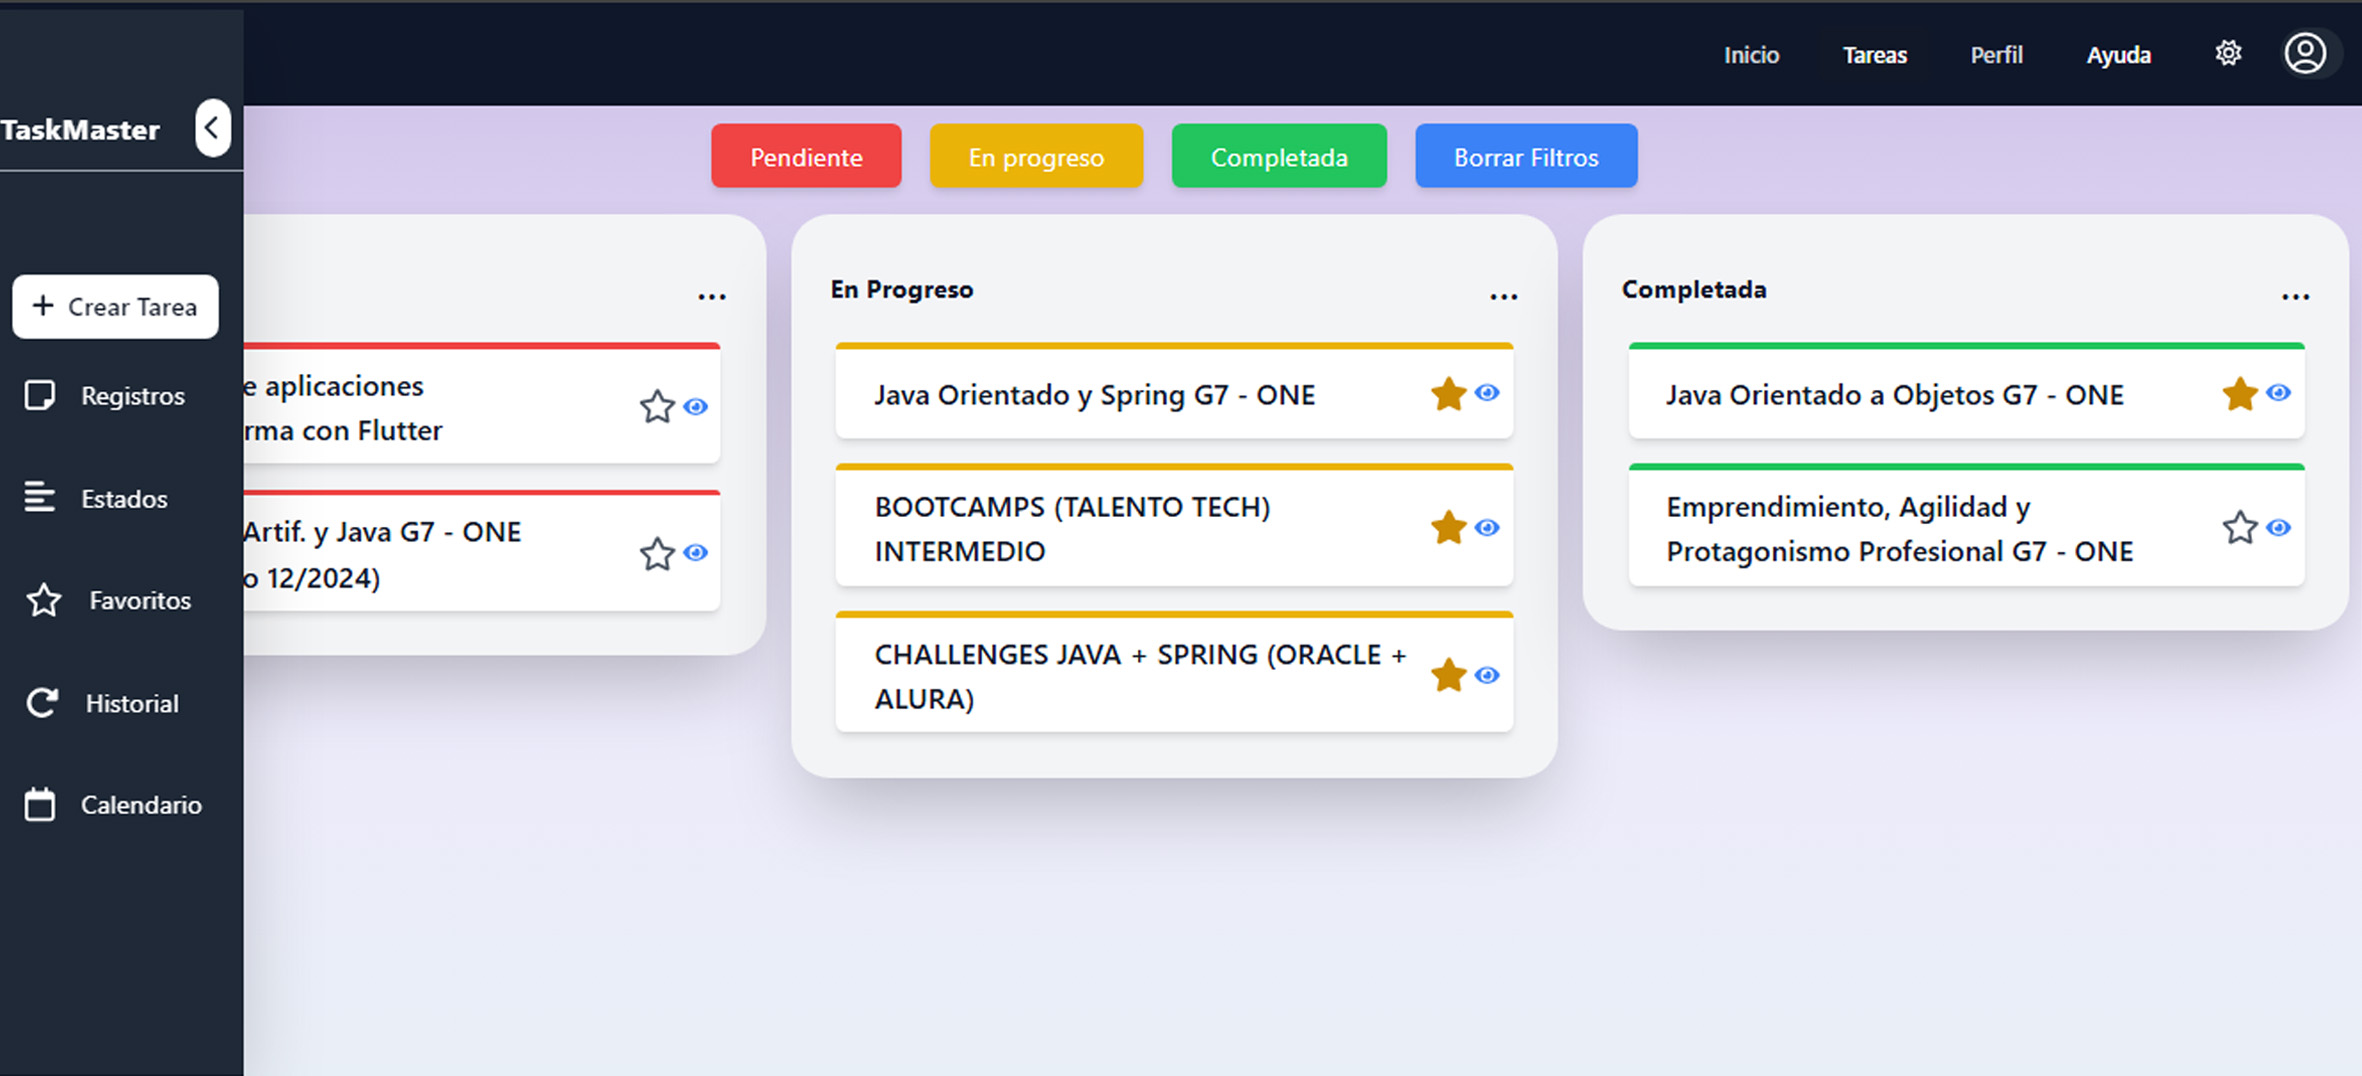 Inicio Tareas Perfil Ayuda
TaskMaster
Pendiente En progreso Completada Borrar Filtros
Crear Tarea
Registros
Estados
Favoritos
Historial
Calendario
...
e aplicaciones
rma con Flutter
Artif. y Java G7 - ONE
o 12/2024)
En Progreso ...
Java Orientado y Spring G7 - ONE
BOOTCAMPS (TALENTO TECH)
INTERMEDIO
CHALLENGES JAVA + SPRING (ORACLE +
ALURA)
Completada ...
Java Orientado a Objetos G7 - ONE
Emprendimiento, Agilidad y
Protagonismo Profesional G7 - ONE